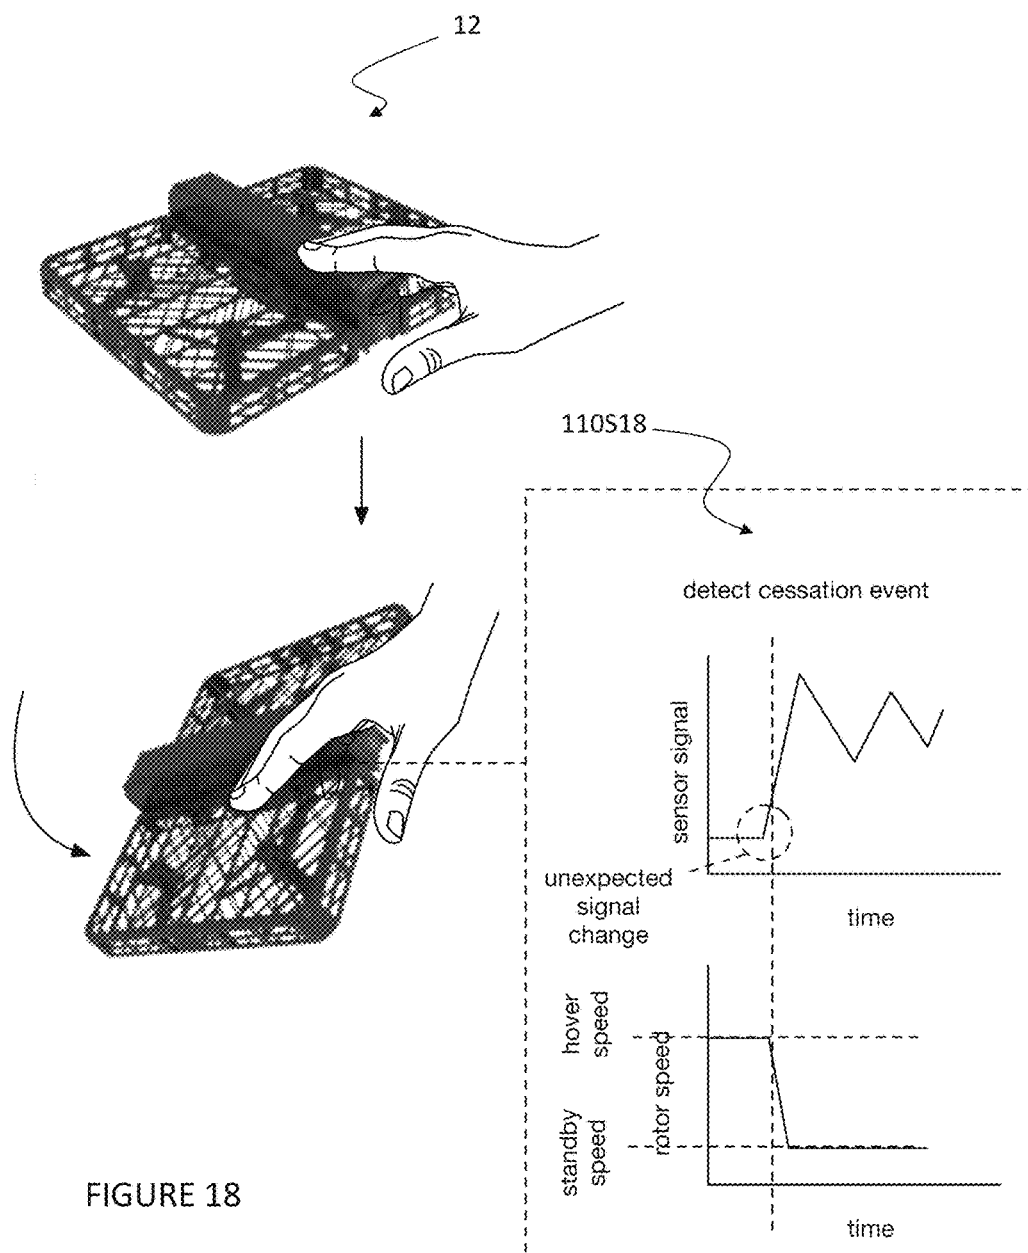 12
110S18
detect cessation event
sensor signal
unexpected
signal
change
time
hover
speed
rotor speed
standby
speed
time
FIGURE 18